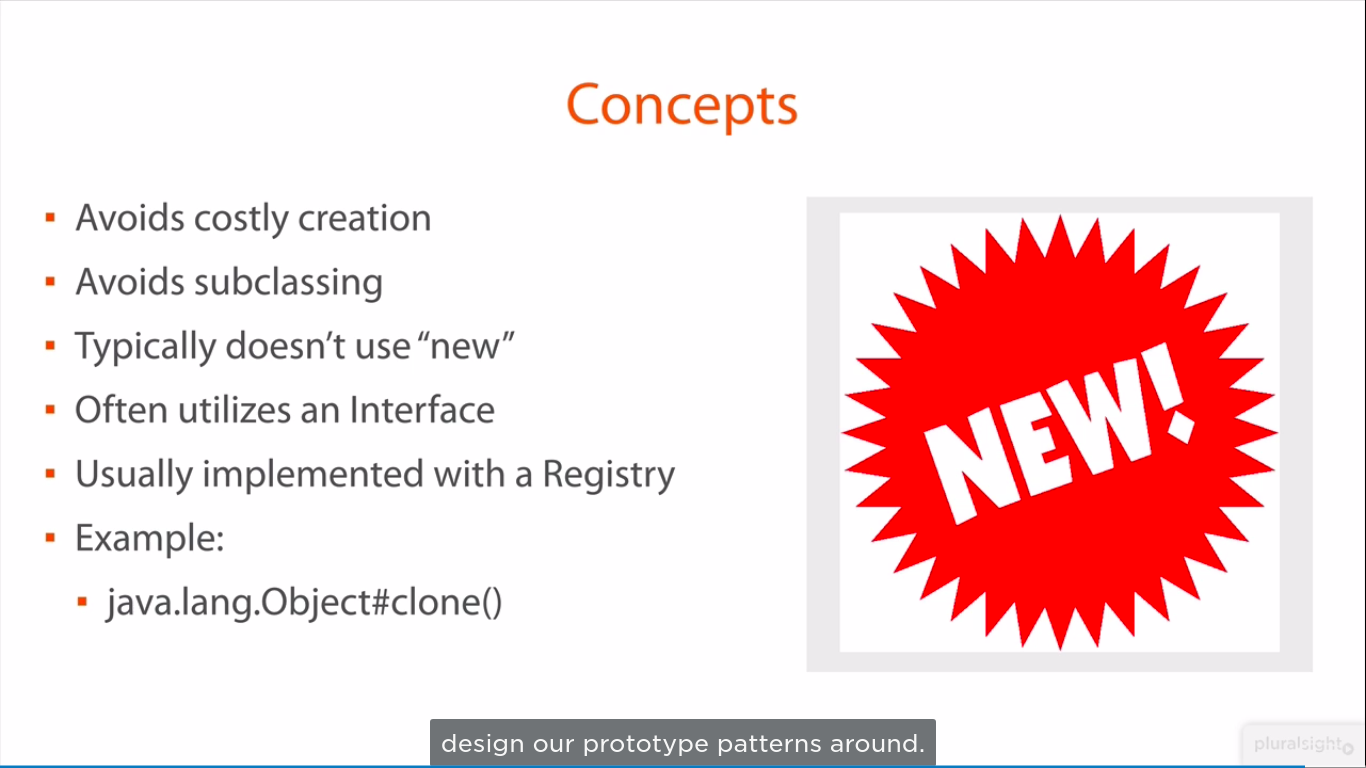 Concepts
Avoids costly creation
Avoids subclassing
Typically doesn’t use “new”
Often utilizes an Interface
Usually implemented with a Registry
Example:
java.lang.Object#clone()
NEW!
design our prototype patterns around.
pluralsight